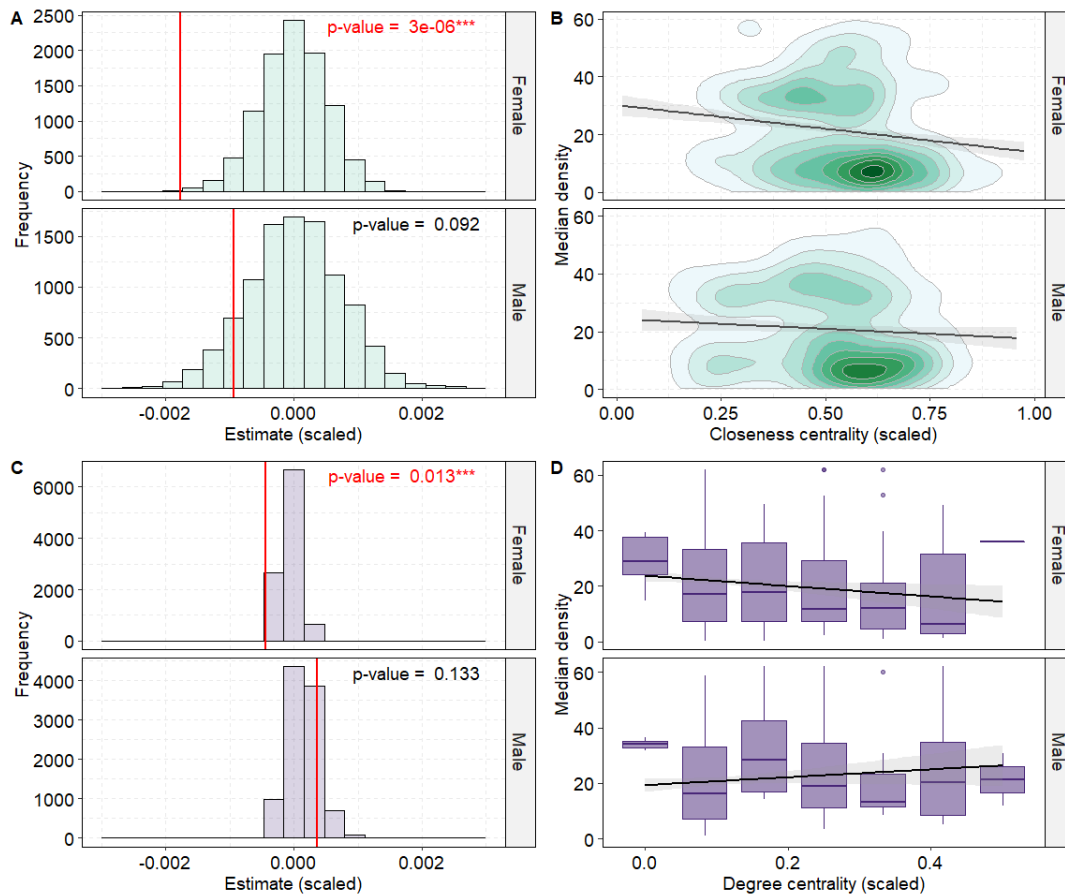 A
p-value = 3e-06***
2500
2000
1500
1000
500
0
Female
p-value = 0.092
1500
1000
500
0
Male
Frequency
-0.002 0.000 0.002
Estimate (scaled)
B
60
40
20
0
Female
60
40
20
0
Male
Median density
0.00 0.25 0.50 0.75 1.00
Closeness centrality (scaled)
C
p-value = 0.013***
6000
4000
2000
0
Female
p-value = 0.133
4000
3000
2000
1000
0
Male
Frequency
-0.002 0.000 0.002
Estimate (scaled)
D
60
40
20
0
Female
60
40
20
0
Male
Median density
0.0 0.2 0.4
Degree centrality (scaled)